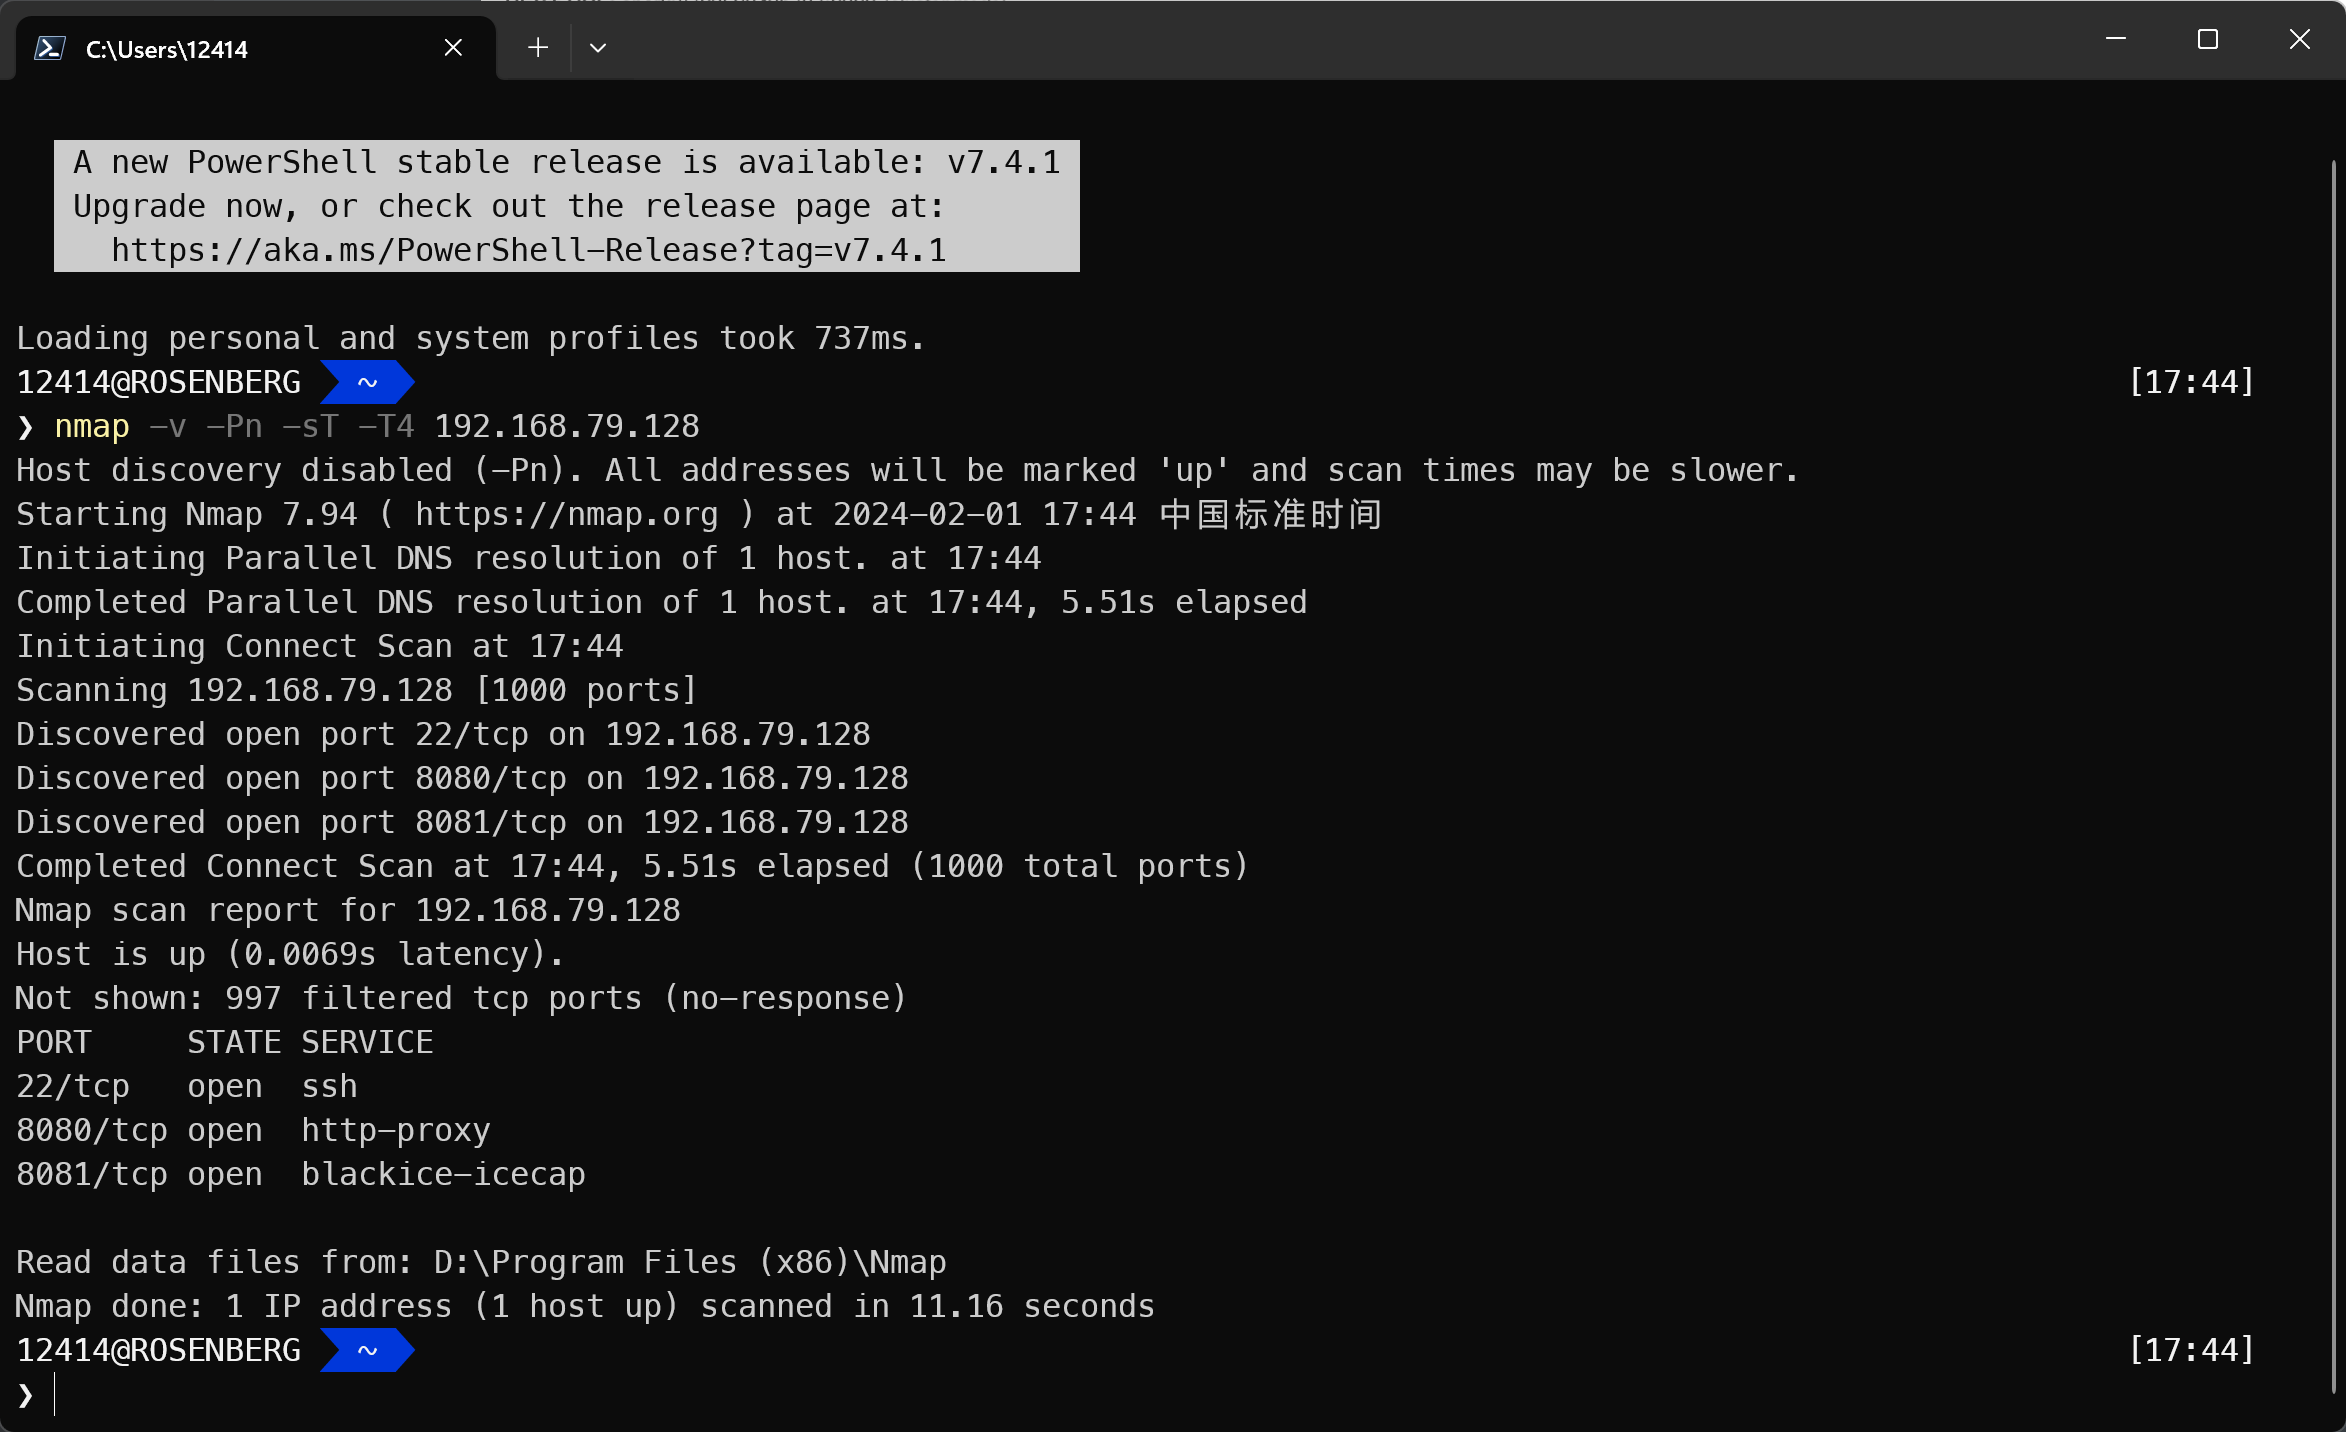 C:\Users\12414
A new PowerShell stable release is available: v7.4.1
Upgrade now, or check out the release page at:
https://aka.ms/PowerShell-Release?tag=v7.4.1
Loading personal and system profiles took 737ms.
12414@ROSENBERG ~ [17:44]
❯ nmap -v -Pn -sT -T4 192.168.79.128
Host discovery disabled (-Pn). All addresses will be marked 'up' and scan times may be slower.
Starting Nmap 7.94 ( https://nmap.org ) at 2024-02-01 17:44 中国标准时间
Initiating Parallel DNS resolution of 1 host. at 17:44
Completed Parallel DNS resolution of 1 host. at 17:44, 5.51s elapsed
Initiating Connect Scan at 17:44
Scanning 192.168.79.128 [1000 ports]
Discovered open port 22/tcp on 192.168.79.128
Discovered open port 8080/tcp on 192.168.79.128
Discovered open port 8081/tcp on 192.168.79.128
Completed Connect Scan at 17:44, 5.51s elapsed (1000 total ports)
Nmap scan report for 192.168.79.128
Host is up (0.0069s latency).
Not shown: 997 filtered tcp ports (no-response)
PORT     STATE SERVICE
22/tcp   open  ssh
8080/tcp open  http-proxy
8081/tcp open  blackice-icecap
Read data files from: D:\Program Files (x86)\Nmap
Nmap done: 1 IP address (1 host up) scanned in 11.16 seconds
12414@ROSENBERG ~ [17:44]
❯